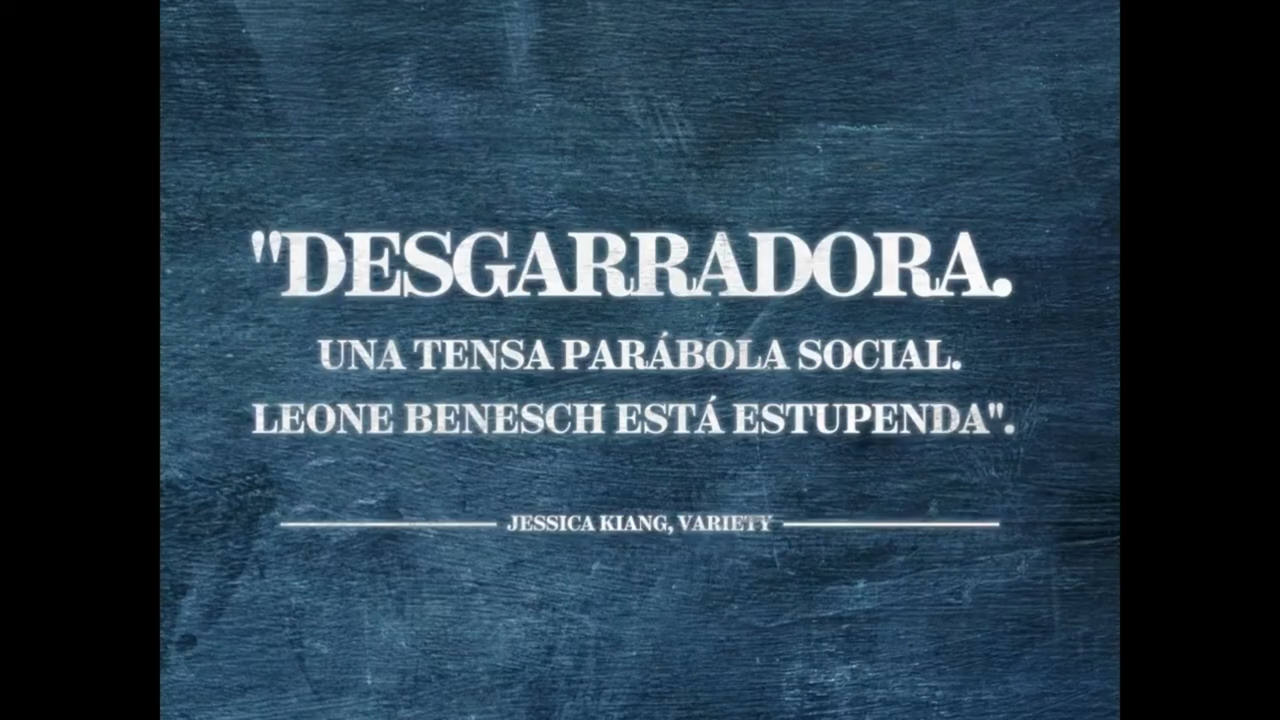 "DESGARRADORA.
UNA TENSA PARÁBOLA SOCIAL.
LEONE BENESCH ESTÁ ESTUPENDA".
JESSICA KIANG, VARIETY